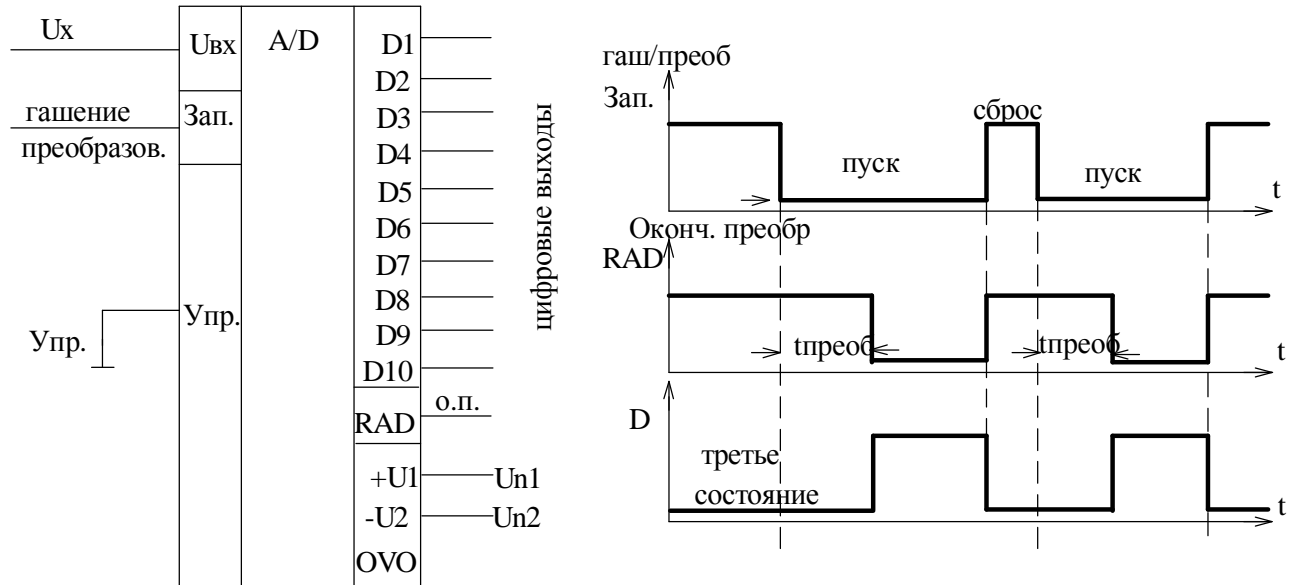 Ux
Uвх
A/D
гашение
преобразов.
Зап.
Упр.
Упр.
D1
D2
D3
D4
D5
D6
D7
D8
D9
D10
RAD
о.п.
+U1
Un1
-U2
Un2
OVO
цифровые выходы
гаш/преоб
Зап.
сброс
пуск
пуск
t
Оконч. преобр
RAD
tпреоб
tпреоб
t
D
третье
состояние
t